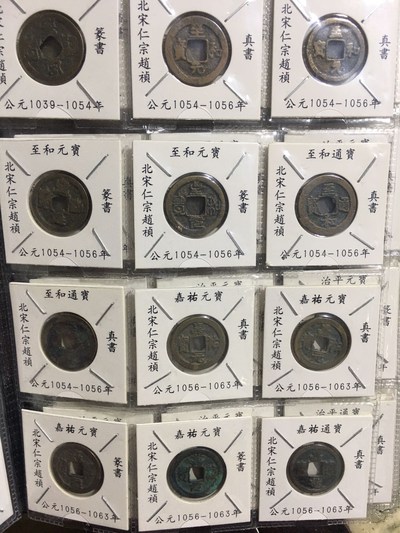 篆書
公元1039-1054年
北宋仁宗趙禎
真書
公元1054-1056年
北宋仁宗趙禎
真書
公元1054-1056年
至和元寶
北宋仁宗趙禎
篆書
公元1054-1056年
至和元寶
北宋仁宗趙禎
真書
公元1054-1056年
至和通寶
北宋仁宗趙禎
真書
公元1054-1056年
至和通寶
北宋仁宗趙禎
真書
公元1054-1056年
嘉祐元寶
北宋仁宗趙禎
真書
公元1056-1063年
嘉祐元寶
北宋仁宗趙禎
真書
公元1056-1063年
嘉祐元寶
北宋仁宗趙禎
篆書
公元1056-1063年
嘉祐元寶
北宋仁宗趙禎
篆書
公元1056-1063年
嘉祐通寶
北宋仁宗趙禎
真書
公元1056-1063年